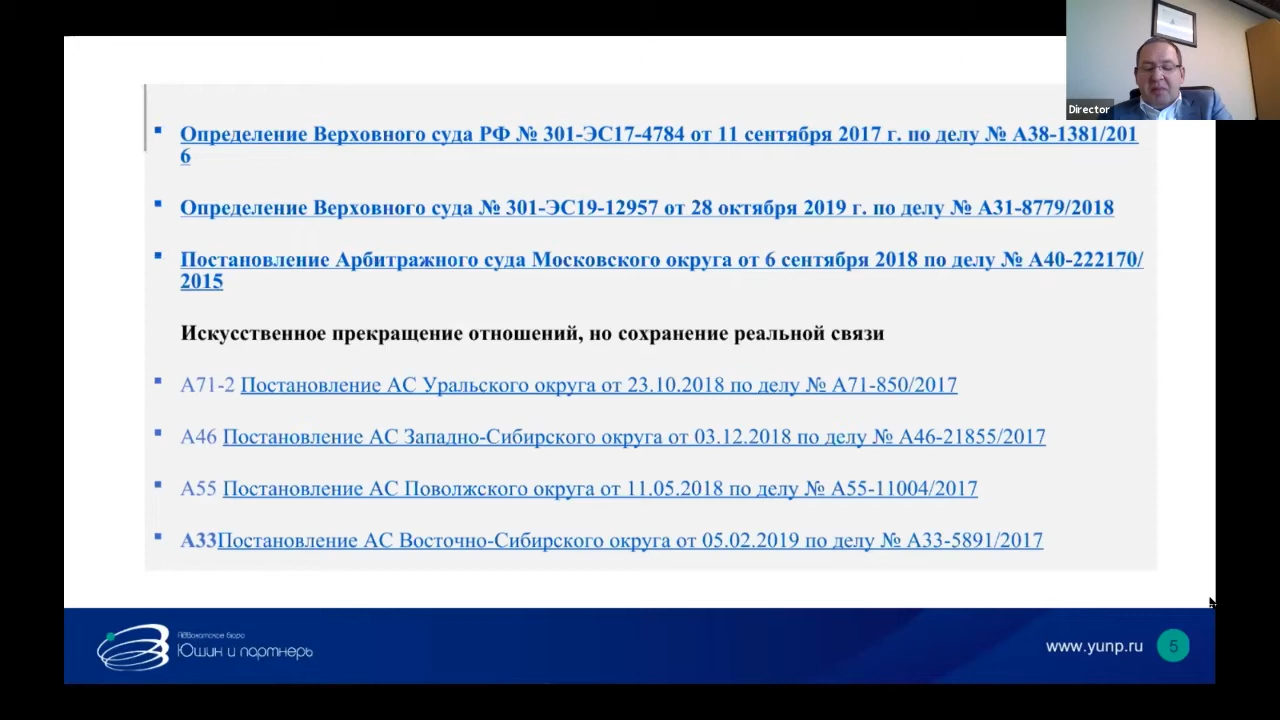 Director
Определение Верховного суда РФ № 301-ЭС17-4784 от 11 сентября 2017 г. по делу № А38-1381/201
6
Определение Верховного суда № 301-ЭС19-12957 от 28 октября 2019 г. по делу № А31-8779/2018
Постановление Арбитражного суда Московского округа от 6 сентября 2018 по делу № А40-222170/
2015
Искусственное прекращение отношений, но сохранение реальной связи
А71-2 Постановление АС Уральского округа от 23.10.2018 по делу № А71-850/2017
А46 Постановление АС Западно-Сибирского округа от 03.12.2018 по делу № А46-21855/2017
А55 Постановление АС Поволжского округа от 11.05.2018 по делу № А55-11004/2017
А33Постановление АС Восточно-Сибирского округа от 05.02.2019 по делу № А33-5891/2017
Адвокатское бюро
Юшин и партнеры
www.yunp.ru
5